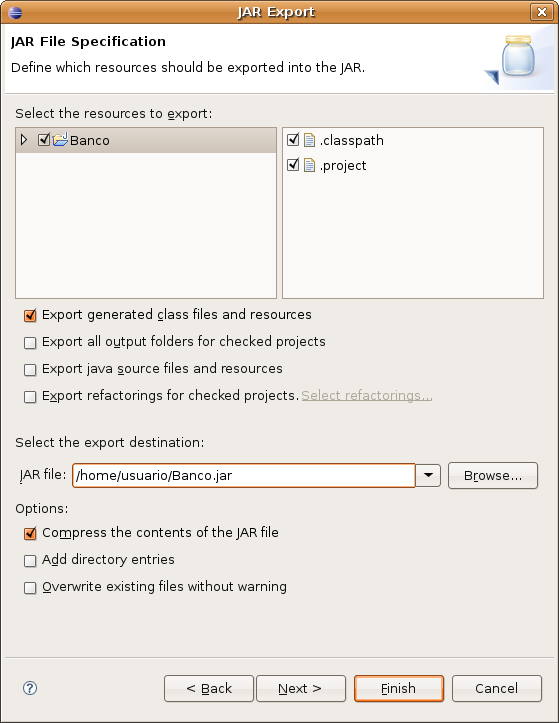 JAR Export
JAR File Specification
Define which resources should be exported into the JAR.
Select the resources to export:
Banco
.classpath
.project
Export generated class files and resources
Export all output folders for checked projects
Export java source files and resources
Export refactorings for checked projects. Select refactorings...
Select the export destination:
JAR file: /home/usuario/Banco.jar Browse...
Options:
Compress the contents of the JAR file
Add directory entries
Overwrite existing files without warning
? < Back Next > Finish Cancel